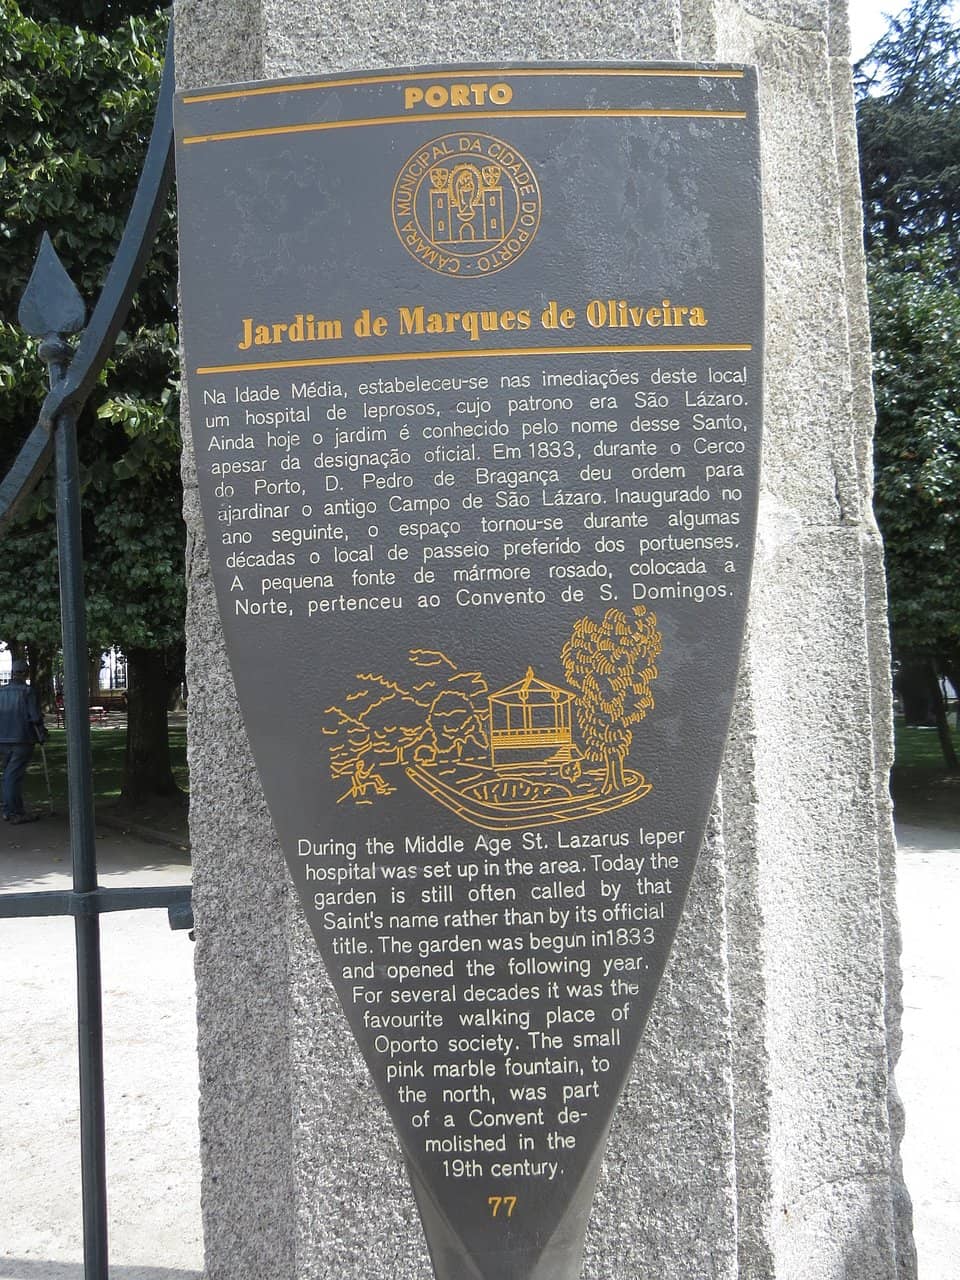 PORTO
CÂMARA MUNICIPAL DA CIDADE DO PORTO -
Jardim de Marques de Oliveira
Na Idade Média, estabeleceu-se nas imediações deste local
um hospital de leprosos, cujo patrono era São Lázaro.
Ainda hoje o jardim é conhecido pelo nome desse Santo,
apesar da designação oficial. Em 1833, durante o Cerco
do Porto, D. Pedro de Bragança deu ordem para
ajardinar o antigo Campo de São Lázaro. Inaugurado no
ano seguinte, o espaço tornou-se durante algumas
décadas o local de passeio preferido dos portuenses.
A pequena fonte de mármore rosado, colocada a
Norte, pertenceu ao Convento de S. Domingos.
During the Middle Age St. Lazarus leper
hospital was set up in the area. Today the
garden is still often called by that
Saint's name rather than by its official
title. The garden was begun in1833
and opened the following year.
For several decades it was the
favourite walking place of
Oporto society. The small
pink marble fountain, to
the north, was part
of a Convent de-
molished in the
19th century.
77